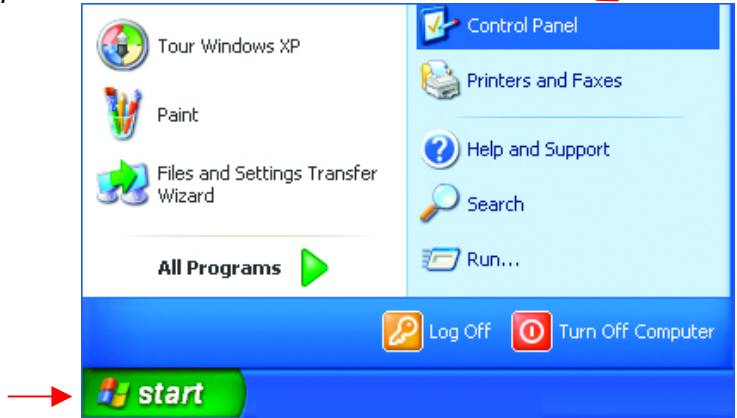 Tour Windows XP
Paint
Files and Settings Transfer
Wizard
All Programs
Control Panel
Printers and Faxes
Help and Support
Search
Run...
Log Off
Turn Off Computer
start